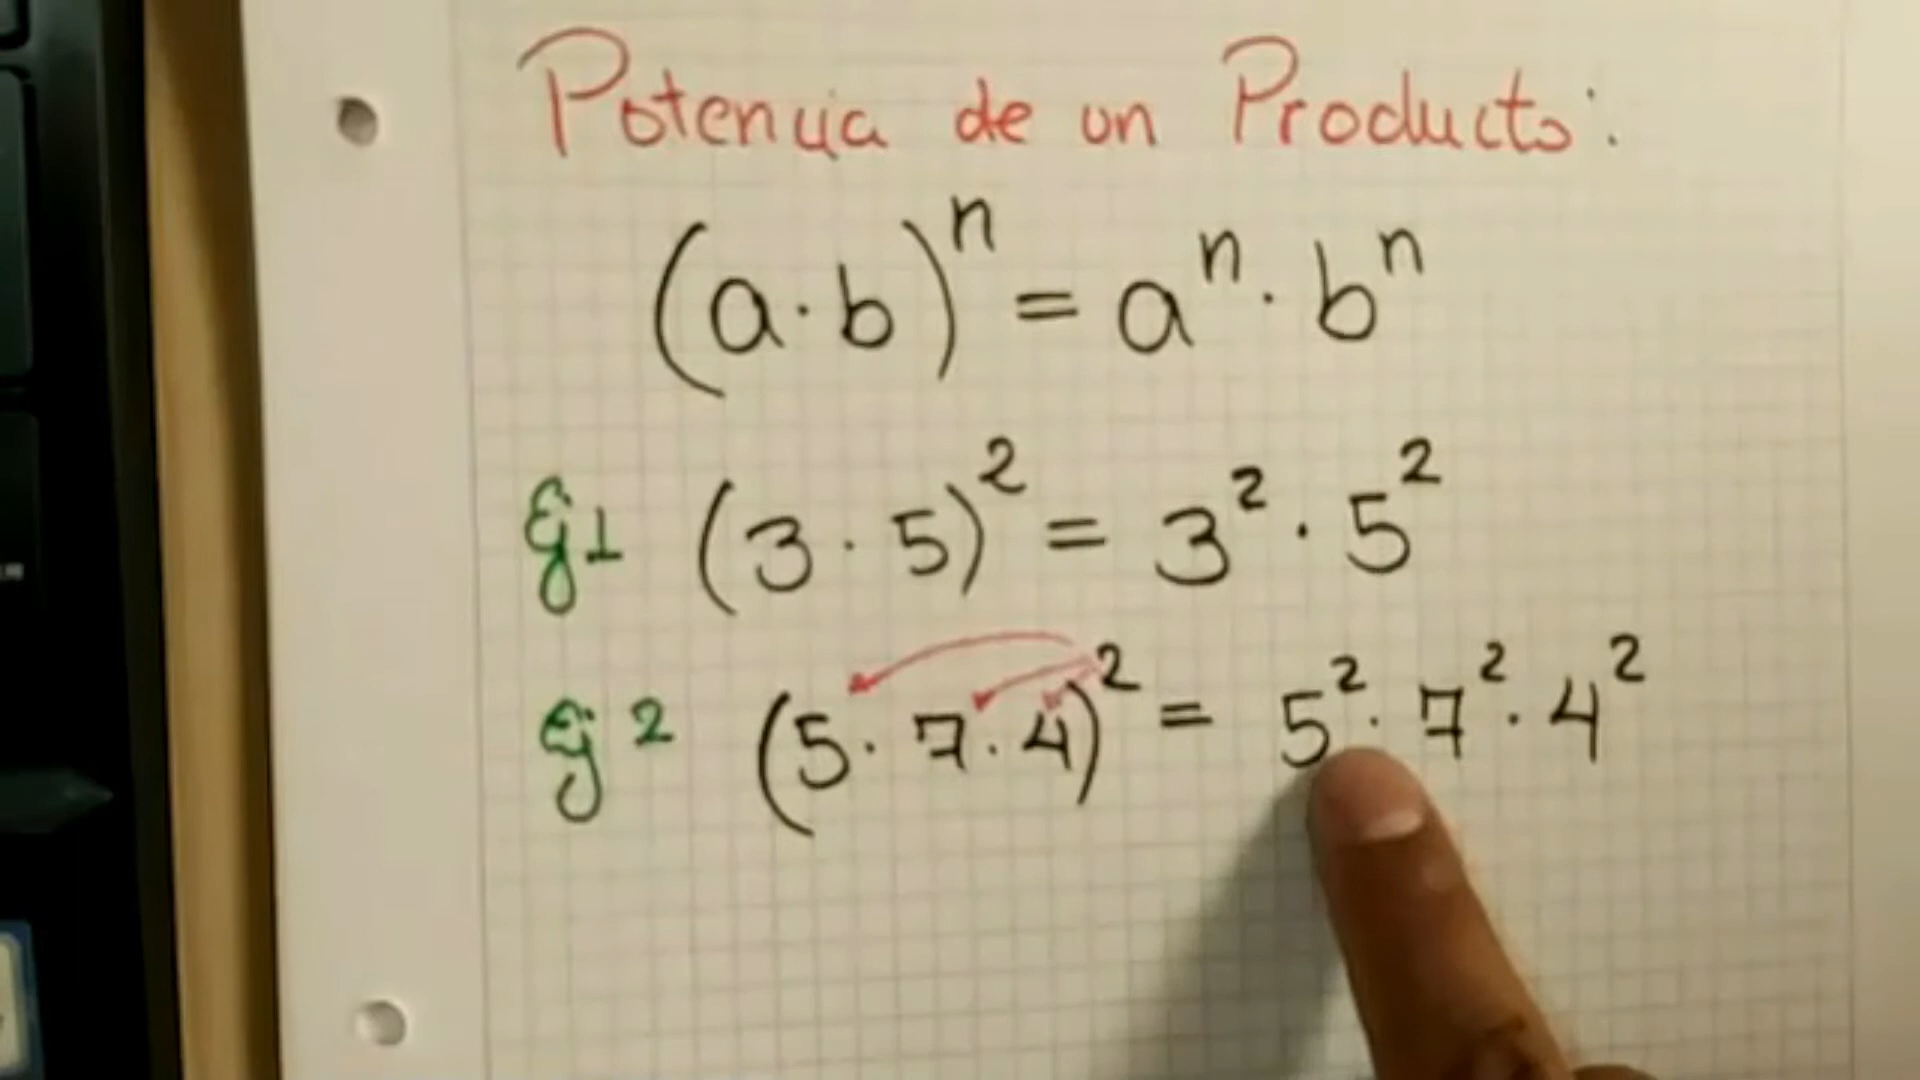 Potencia de un Producto:
(a·b)ⁿ = aⁿ · bⁿ
Ej 1 (3 · 5)² = 3² · 5²
Ej 2 (5 · 7 · 4)² = 5² · 7² · 4²